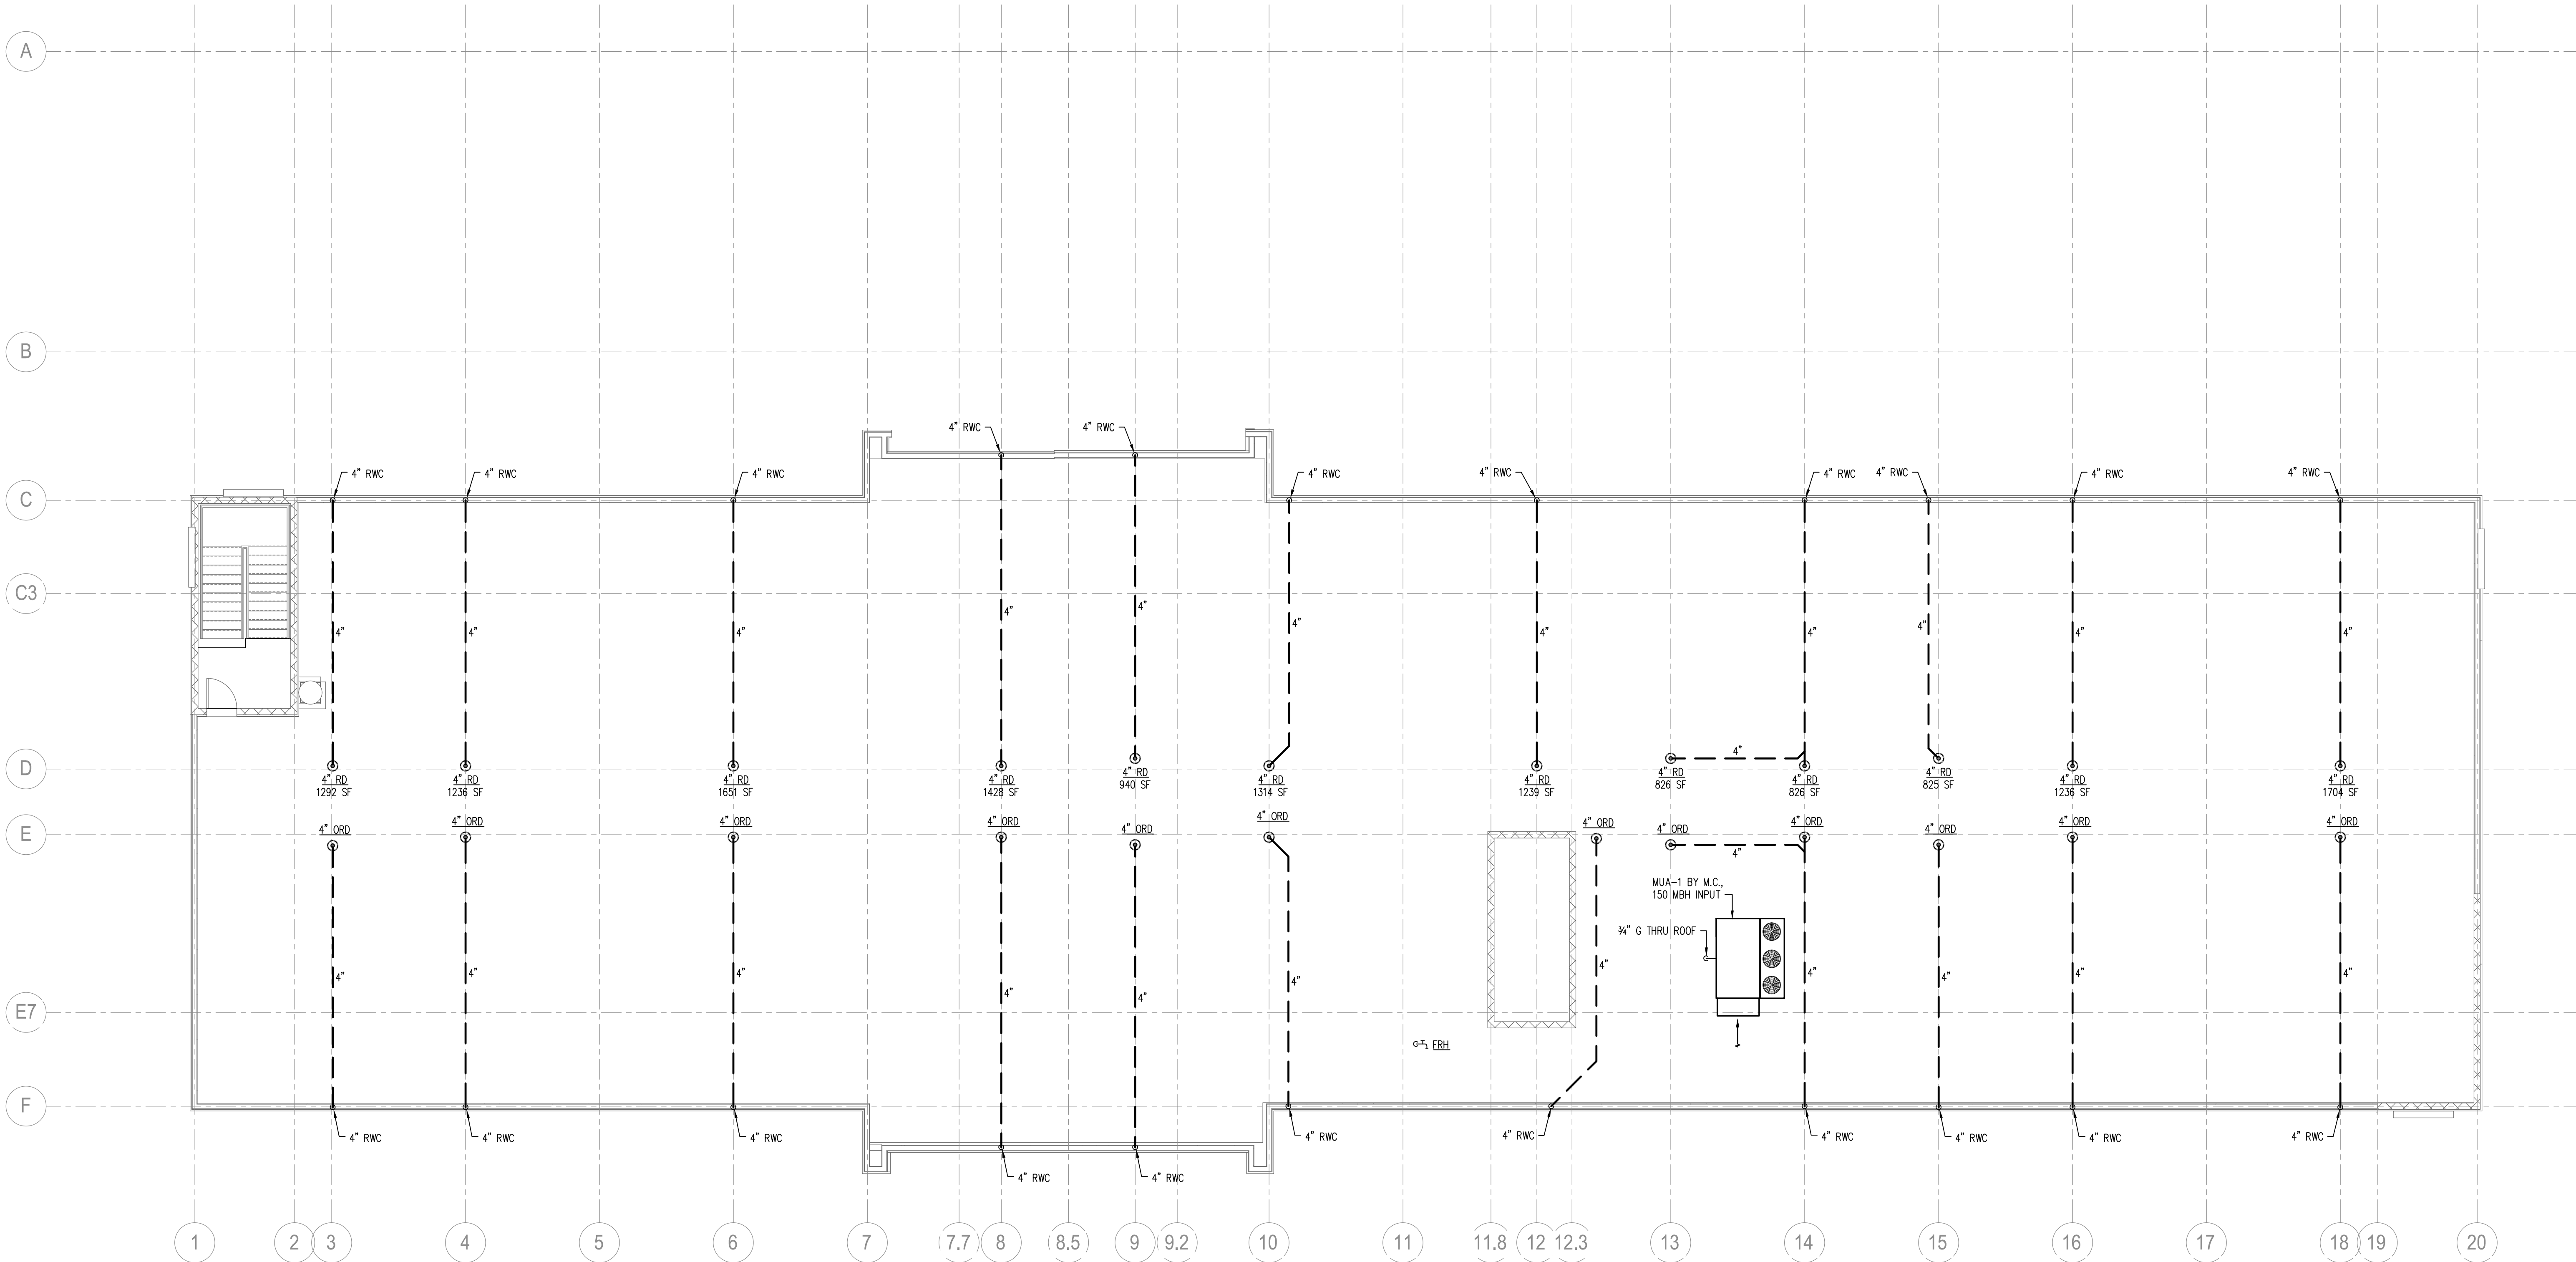 A
B
4" RWC
4" RWC
4" RWC
4" RWC
4" RWC
4" RWC
4" RWC
4" RWC
4" RWC
4" RWC
4" RWC
C
C3
4"
4"
4"
4"
4"
4"
4"
4"
4"
4"
4"
4"
D
4" RD
1292 SF
4" RD
1236 SF
4" RD
1651 SF
4" RD
1428 SF
4" RD
940 SF
4" RD
1314 SF
4" RD
1239 SF
4" RD
826 SF
4" RD
826 SF
4" RD
825 SF
4" RD
1236 SF
4" RD
1704 SF
E
4" ORD
4" ORD
4" ORD
4" ORD
4" ORD
4" ORD
4" ORD
4" ORD
4" ORD
4" ORD
4" ORD
4" ORD
4"
MUA-1 BY M.C.,
150 MBH INPUT
¾" G THRU ROOF
4"
4"
4"
4"
4"
4"
4"
4"
4"
4"
4"
E7
FRH
F
4" RWC
4" RWC
4" RWC
4" RWC
4" RWC
4" RWC
4" RWC
4" RWC
4" RWC
4" RWC
4" RWC
1
2
3
4
5
6
7
7.7
8
8.5
9
9.2
10
11
11.8
12
12.3
13
14
15
16
17
18
19
20